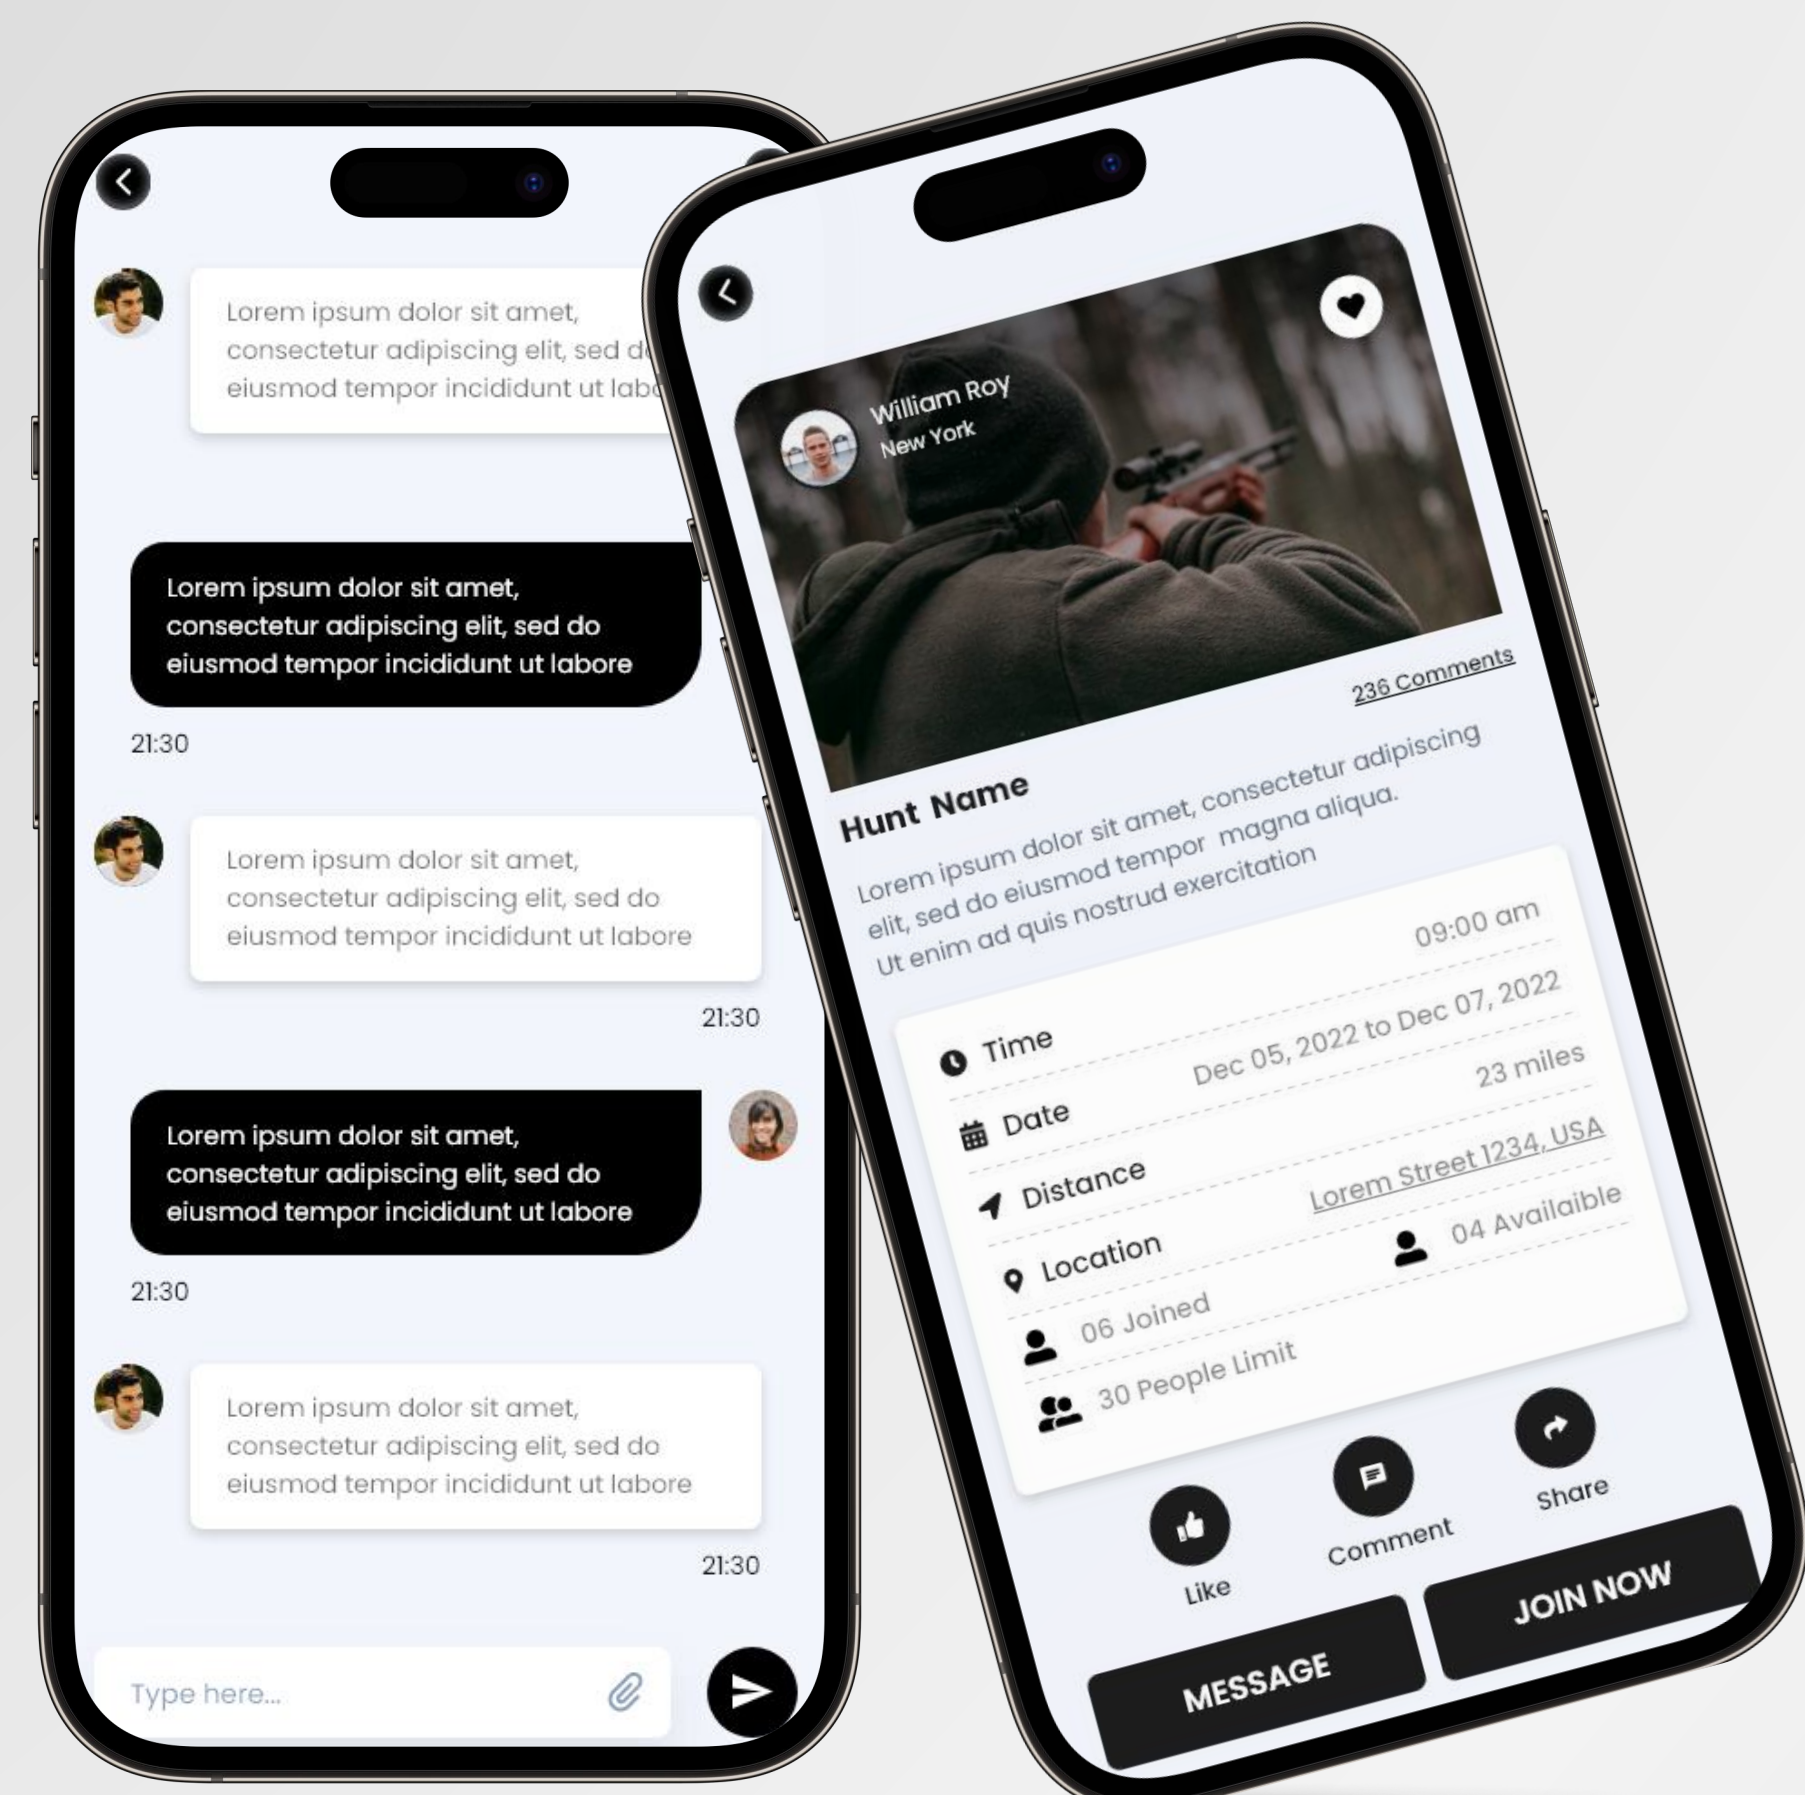 Lorem ipsum dolor sit amet,
consectetur adipiscing elit, sed
eiusmod tempor incididunt ut
Lorem ipsum dolor sit amet,
consectetur adipiscing elit, sed do
eiusmod tempor incididunt ut labore
21:30
Lorem ipsum dolor sit amet,
consectetur adipiscing elit, sed do
eiusmod tempor incididunt ut labore
21:30
Lorem ipsum dolor sit amet,
consectetur adipiscing elit, sed do
eiusmod tempor incididunt ut labore
21:30
Lorem ipsum dolor sit amet,
consectetur adipiscing elit, sed do
eiusmod tempor incididunt ut labore
21:30
Type here...
William Roy
New York
236 Comments
Hunt Name
Lorem ipsum dolor sit amet, consectetur adipiscing
elit, sed do eiusmod tempor magna aliqua.
Ut enim ad quis nostrud exercitation
Time 09:00 am
Date Dec 05, 2022 to Dec 07, 2022
Distance 23 miles
Location Lorem Street 1234, USA
06 Joined 04 Availaible
30 People Limit
Like Comment Share
MESSAGE JOIN NOW